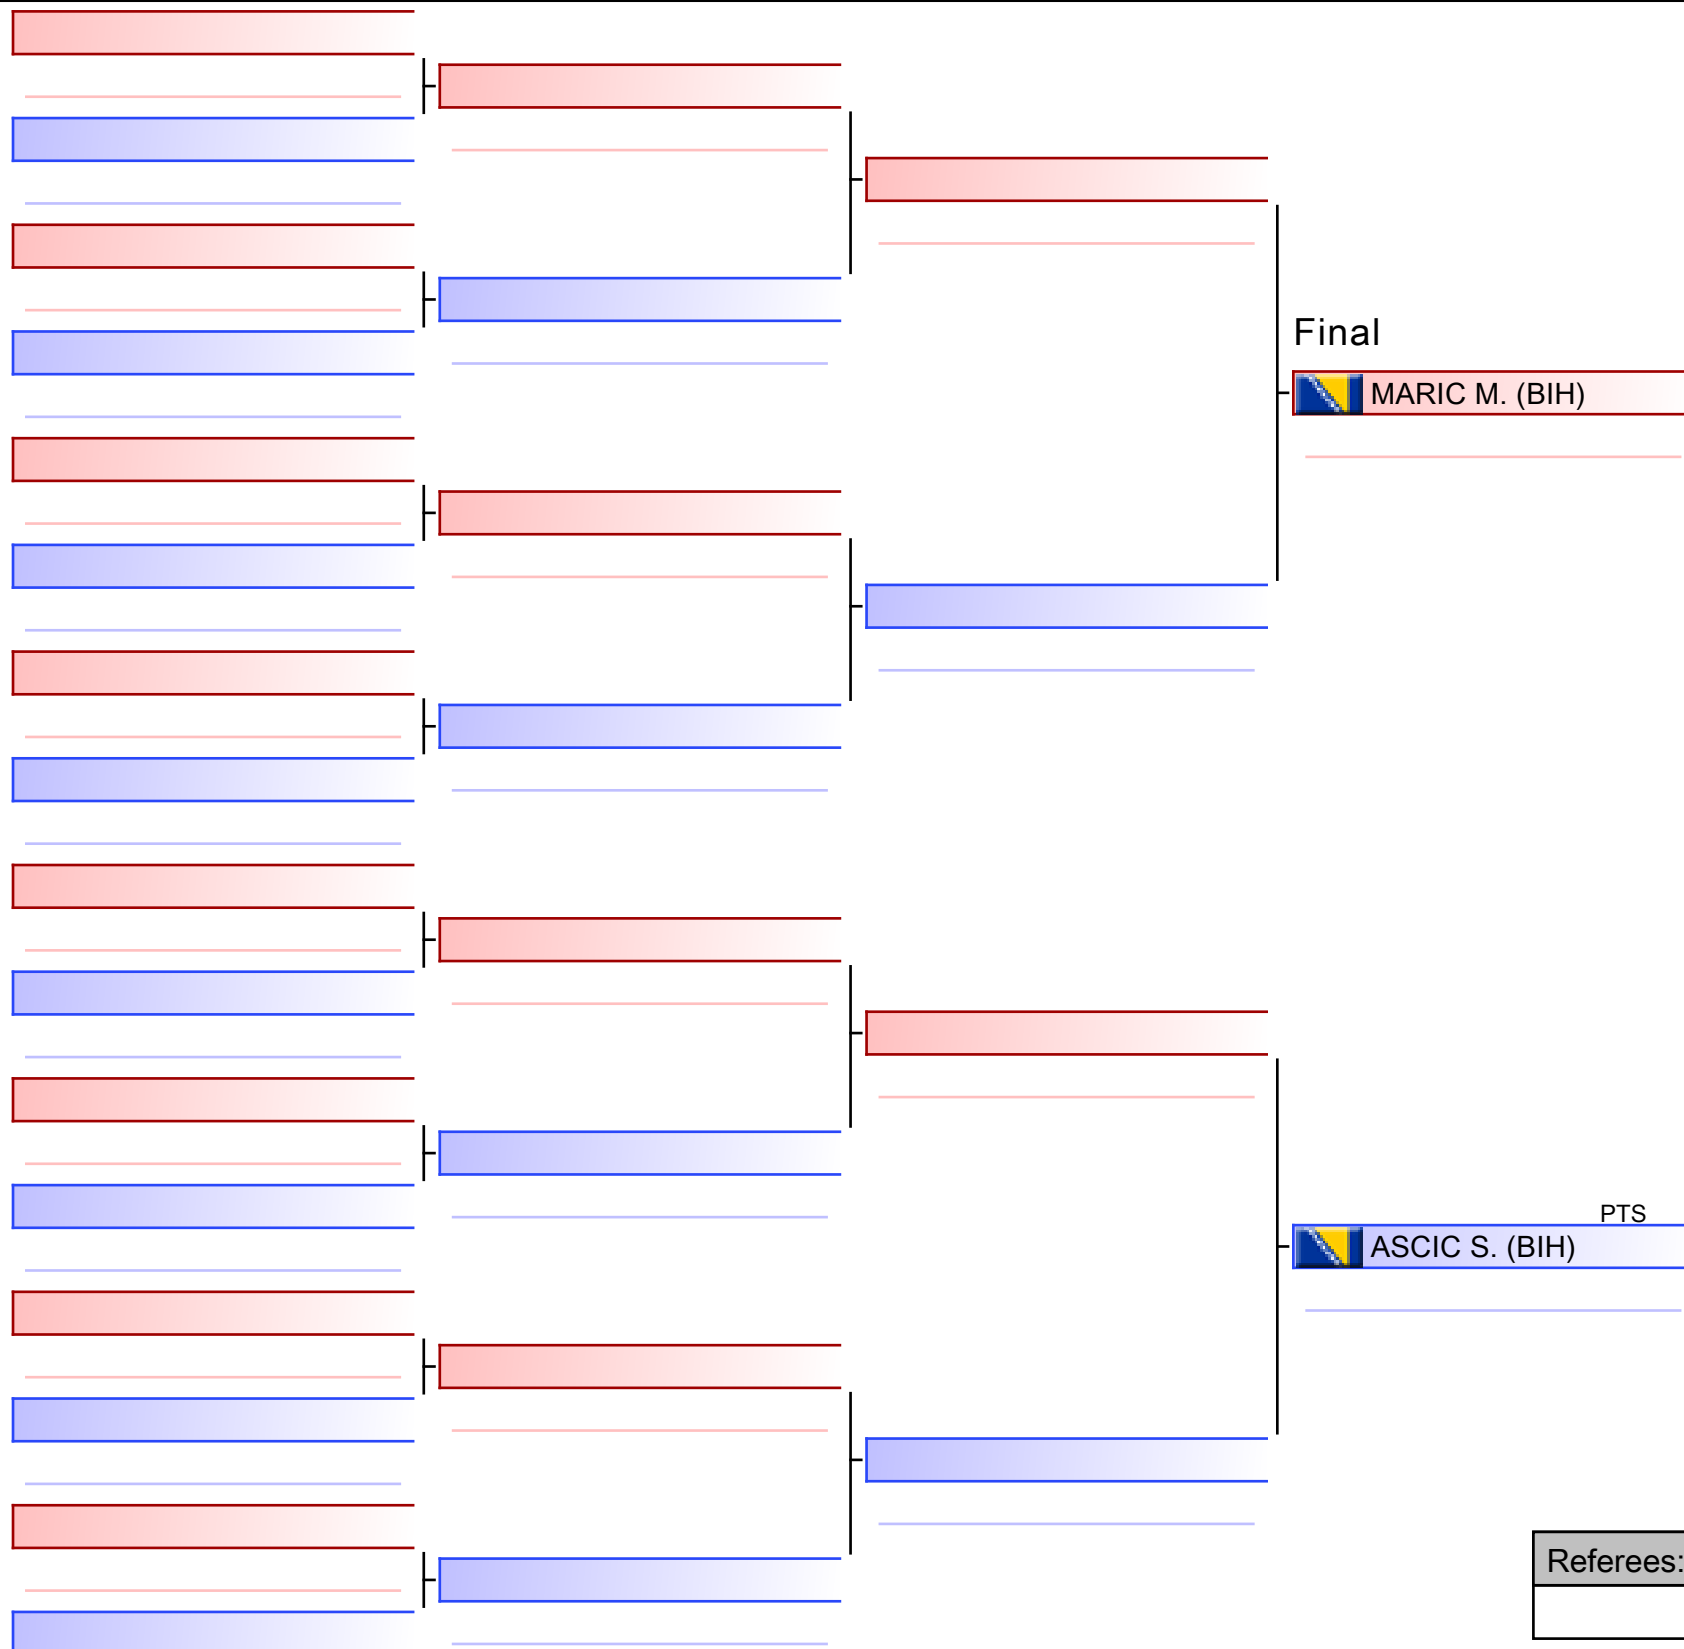 Final
MARIC M. (BIH)
PTS
ASCIC S. (BIH)
Referees: